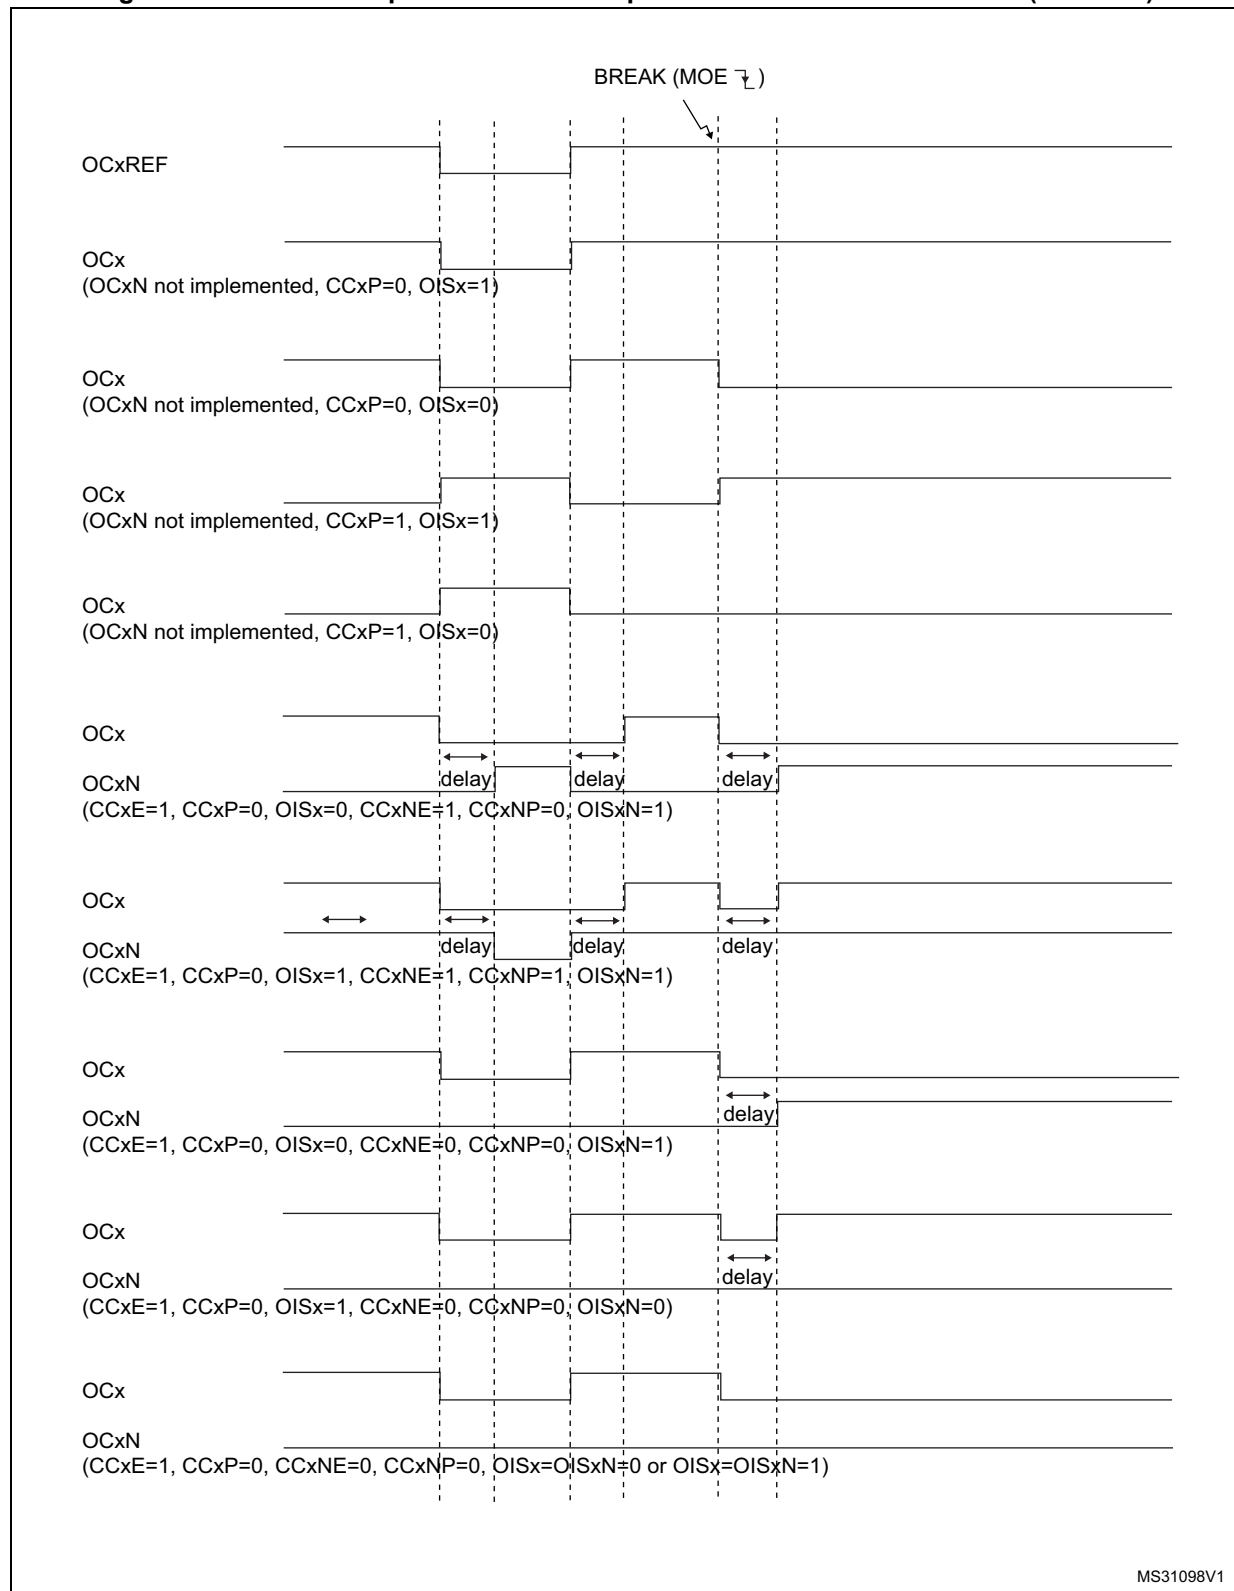 BREAK (MOE )
OCxREF
OCx
(OCxN not implemented, CCxP=0, OISx=1)
OCx
(OCxN not implemented, CCxP=0, OISx=0)
OCx
(OCxN not implemented, CCxP=1, OISx=1)
OCx
(OCxN not implemented, CCxP=1, OISx=0)
OCx
OCxN delay delay delay
(CCxE=1, CCxP=0, OISx=0, CCxNE=1, CCxNP=0, OISxN=1)
OCx
OCxN delay delay delay
(CCxE=1, CCxP=0, OISx=1, CCxNE=1, CCxNP=1, OISxN=1)
OCx
OCxN delay
(CCxE=1, CCxP=0, OISx=0, CCxNE=0, CCxNP=0, OISxN=1)
OCx
OCxN delay
(CCxE=1, CCxP=0, OISx=1, CCxNE=0, CCxNP=0, OISxN=0)
OCx
OCxN
(CCxE=1, CCxP=0, CCxNE=0, CCxNP=0, OISx=OISxN=0 or OISx=OISxN=1)
MS31098V1